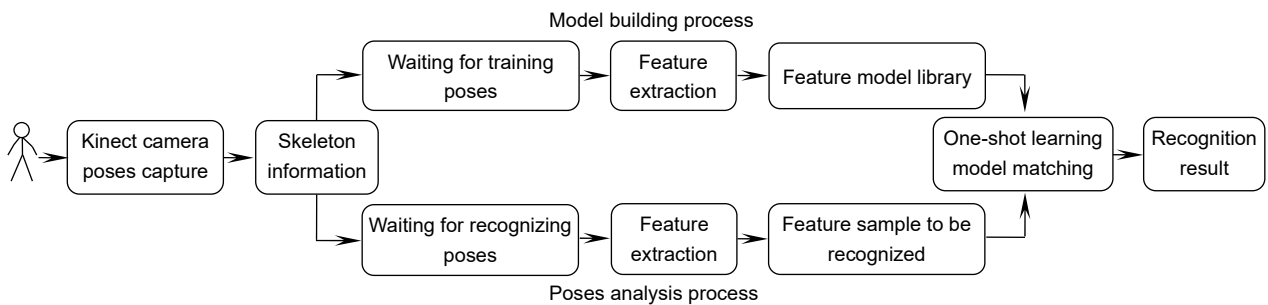 Model building process
Waiting for training
poses
Feature
extraction
Feature model library
Kinect camera
poses capture
Skeleton
information
One-shot learning
model matching
Recognition
result
Waiting for recognizing
poses
Feature
extraction
Feature sample to be
recognized
Poses analysis process